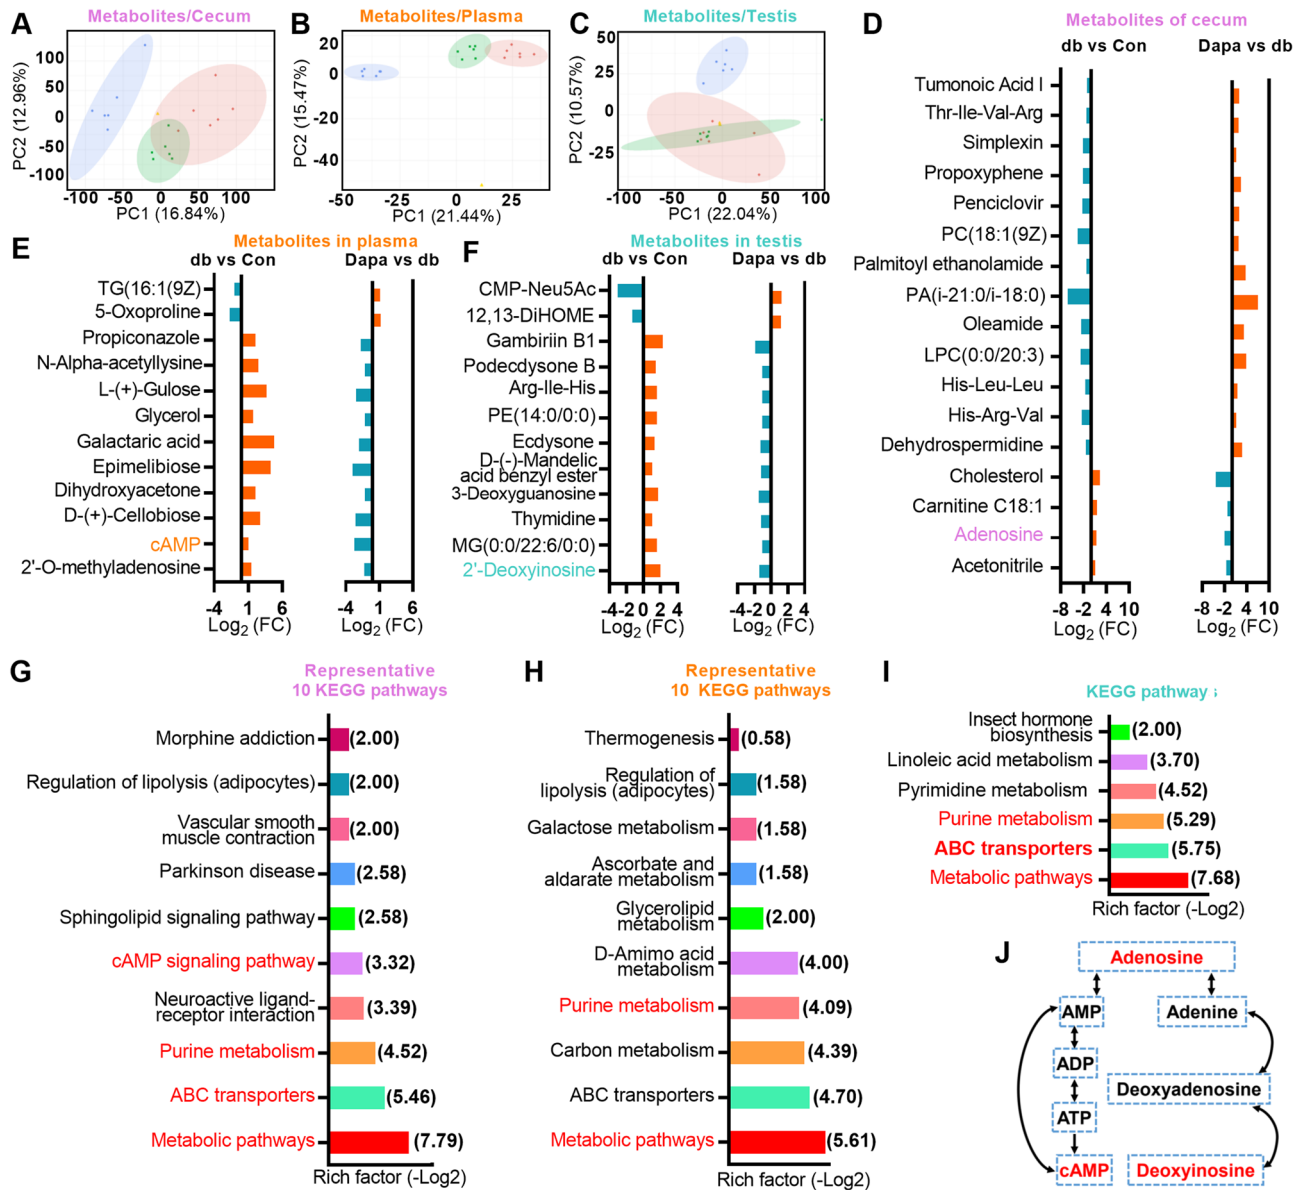 A
Metabolites/Cecum
PC2 (12.96%)
100
50
0
-50
-100
-100
-50
0
50
100
PC1 (16.84%)
B
Metabolites/Plasma
PC2 (15.47%)
20
0
-20
-40
-50
-25
0
25
PC1 (21.44%)
C
Metabolites/Testis
PC2 (10.57%)
50
25
0
-25
-100
-50
0
50
100
PC1 (22.04%)
D
Metabolites of cecum
db vs Con
Dapa vs db
Tumonoic Acid I
Thr-Ile-Val-Arg
Simplexin
Propoxyphene
Penciclovir
PC(18:1(9Z)
Palmitoyl ethanolamide
PA(i-21:0/i-18:0)
Oleamide
LPC(0:0/20:3)
His-Leu-Leu
His-Arg-Val
Dehydrospermidine
Cholesterol
Carnitine C18:1
Adenosine
Acetonitrile
-8 -2 4 10
Log2 (FC)
-8 -2 4 10
Log2 (FC)
E
Metabolites in plasma
db vs Con
Dapa vs db
TG(16:1(9Z)
5-Oxoproline
Propiconazole
N-Alpha-acetyllysine
L-(+)-Gulose
Glycerol
Galactaric acid
Epimelibiose
Dihydroxyacetone
D-(+)-Cellobiose
cAMP
2'-O-methyladenosine
-4 1 6
Log2 (FC)
-4 1 6
Log2 (FC)
F
Metabolites in testis
db vs Con
Dapa vs db
CMP-Neu5Ac
12,13-DiHOME
Gambiriin B1
Podecdysone B
Arg-Ile-His
PE(14:0/0:0)
Ecdysone
D-(-)-Mandelic
acid benzyl ester
3-Deoxyguanosine
Thymidine
MG(0:0/22:6/0:0)
2'-Deoxyinosine
-4 -2 0 2 4
Log2 (FC)
-4 -2 0 2 4
Log2 (FC)
G
Representative
10 KEGG pathways
Morphine addiction
(2.00)
Regulation of lipolysis (adipocytes)
(2.00)
Vascular smooth
muscle contraction
(2.00)
Parkinson disease
(2.58)
Sphingolipid signaling pathway
(2.58)
cAMP signaling pathway
(3.32)
Neuroactive ligand-
receptor interaction
(3.39)
Purine metabolism
(4.52)
ABC transporters
(5.46)
Metabolic pathways
(7.79)
Rich factor (-Log2)
H
Representative
10 KEGG pathways
Thermogenesis
(0.58)
Regulation of
lipolysis (adipocytes)
(1.58)
Galactose metabolism
(1.58)
Ascorbate and
aldarate metabolism
(1.58)
Glycerolipid
metabolism
(2.00)
D-Amino acid
metabolism
(4.00)
Purine metabolism
(4.09)
Carbon metabolism
(4.39)
ABC transporters
(4.70)
Metabolic pathways
(5.61)
Rich factor (-Log2)
I
KEGG pathway
Insect hormone
biosynthesis
(2.00)
Linoleic acid metabolism
(3.70)
Pyrimidine metabolism
(4.52)
Purine metabolism
(5.29)
ABC transporters
(5.75)
Metabolic pathways
(7.68)
Rich factor (-Log2)
J
Adenosine
AMP
Adenine
ADP
Deoxyadenosine
ATP
cAMP
Deoxyinosine